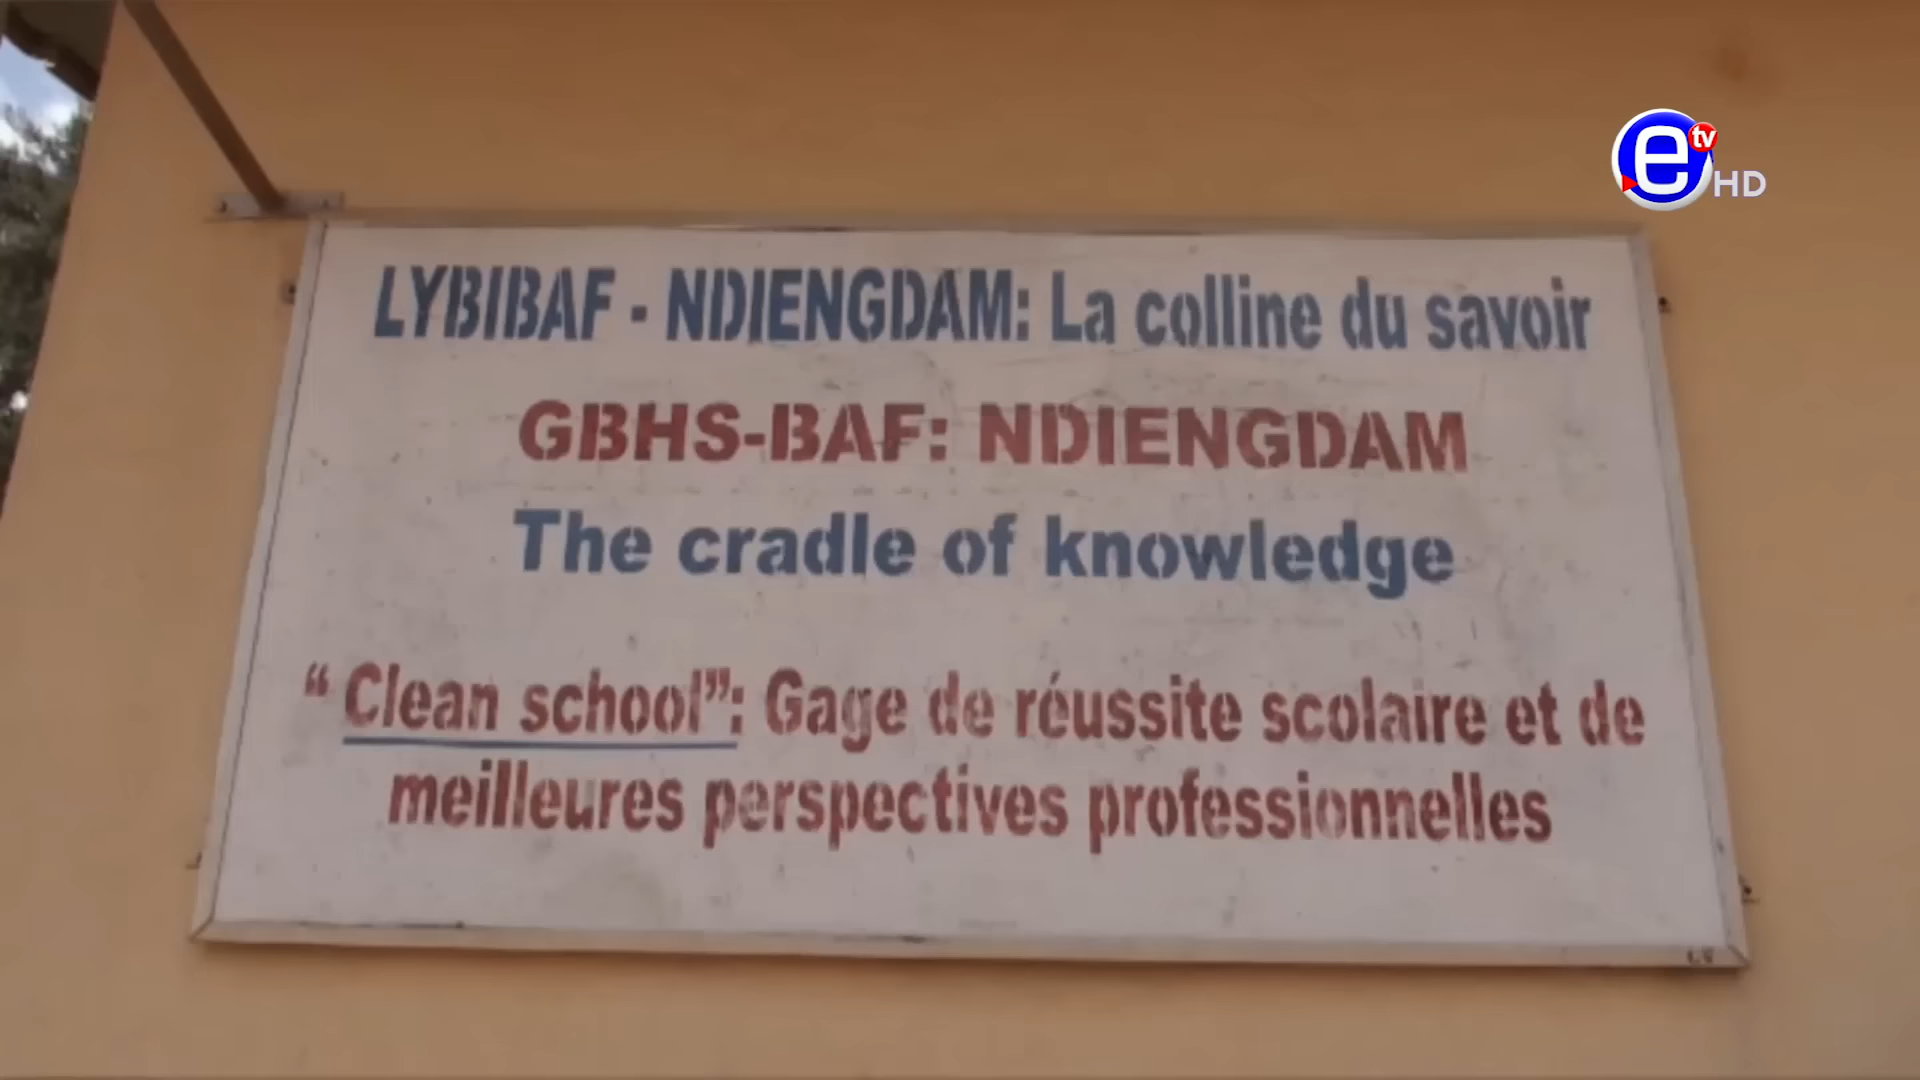 e tv HD
LYBIBAF - NDIENGDAM: La colline du savoir
GBHS-BAF: NDIENGDAM
The cradle of knowledge
“ Clean school”: Gage de réussite scolaire et de
meilleures perspectives professionnelles